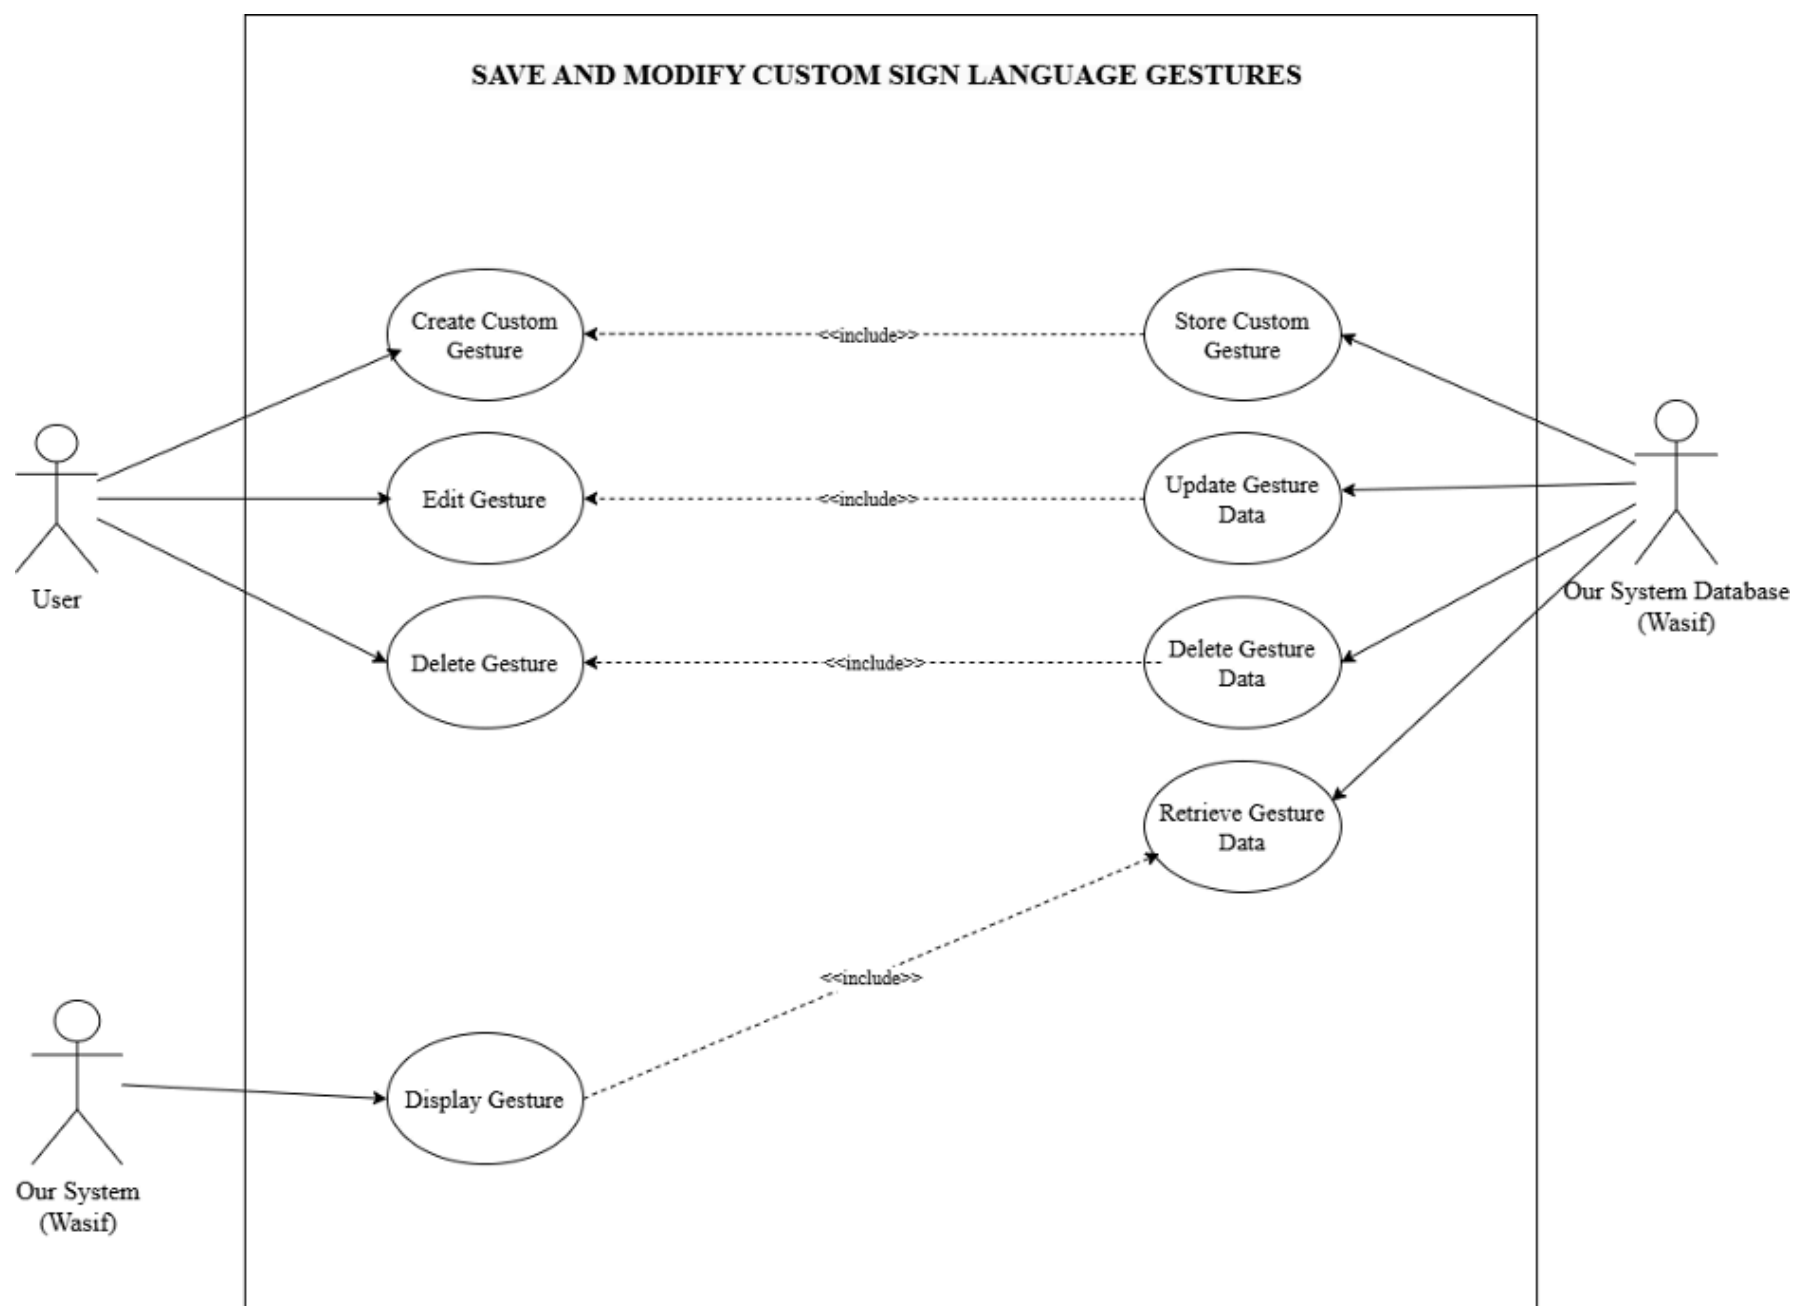 SAVE AND MODIFY CUSTOM SIGN LANGUAGE GESTURES
Create Custom
Gesture
<<include>>
Store Custom
Gesture
Edit Gesture
<<include>>
Update Gesture
Data
User
Our System Database
(Wasif)
Delete Gesture
<<include>>
Delete Gesture
Data
Retrieve Gesture
Data
<<include>>
Display Gesture
Our System
(Wasif)